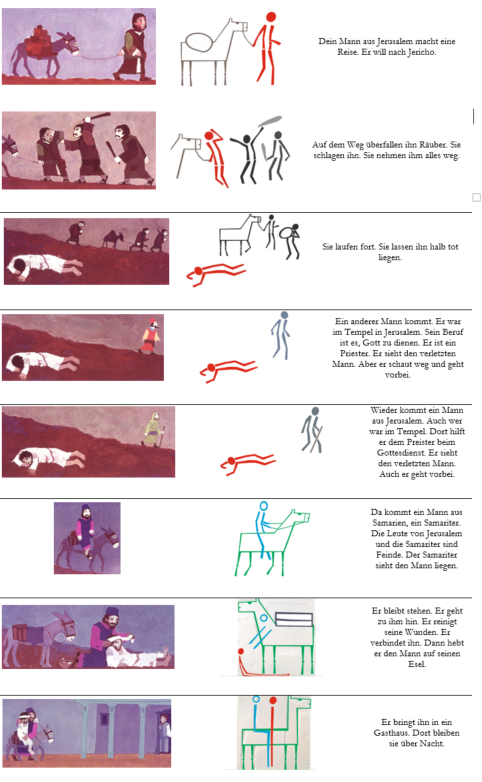 Dein Mann aus Jerusalem macht eine
Reise. Er will nach Jericho.
Auf dem Weg überfallen ihn Räuber. Sie
schlagen ihn. Sie nehmen ihm alles weg.
Sie laufen fort. Sie lassen ihn halb tot
liegen.
Ein anderer Mann kommt. Er war
im Tempel in Jerusalem. Sein Beruf
ist es, Gott zu dienen. Er ist ein
Priester. Er sieht den verletzten
Mann. Aber er schaut weg und geht
vorbei.
Wieder kommt ein Mann
aus Jerusalem. Auch wer
war im Tempel. Dort hilft
er dem Preister beim
Gottesdienst. Er sieht
den verletzten Mann.
Auch er geht vorbei.
Da kommt ein Mann aus
Samarien, ein Samariter.
Die Leute von Jerusalem
und die Samariter sind
Feinde. Der Samariter
sieht den Mann liegen.
Er bleibt stehen. Er geht
zu ihm hin. Er reinigt
seine Wunden. Er
verbindet ihn. Dann hebt
er den Mann auf seinen
Esel.
Er bringt ihn in ein
Gasthaus. Dort bleiben
sie über Nacht.